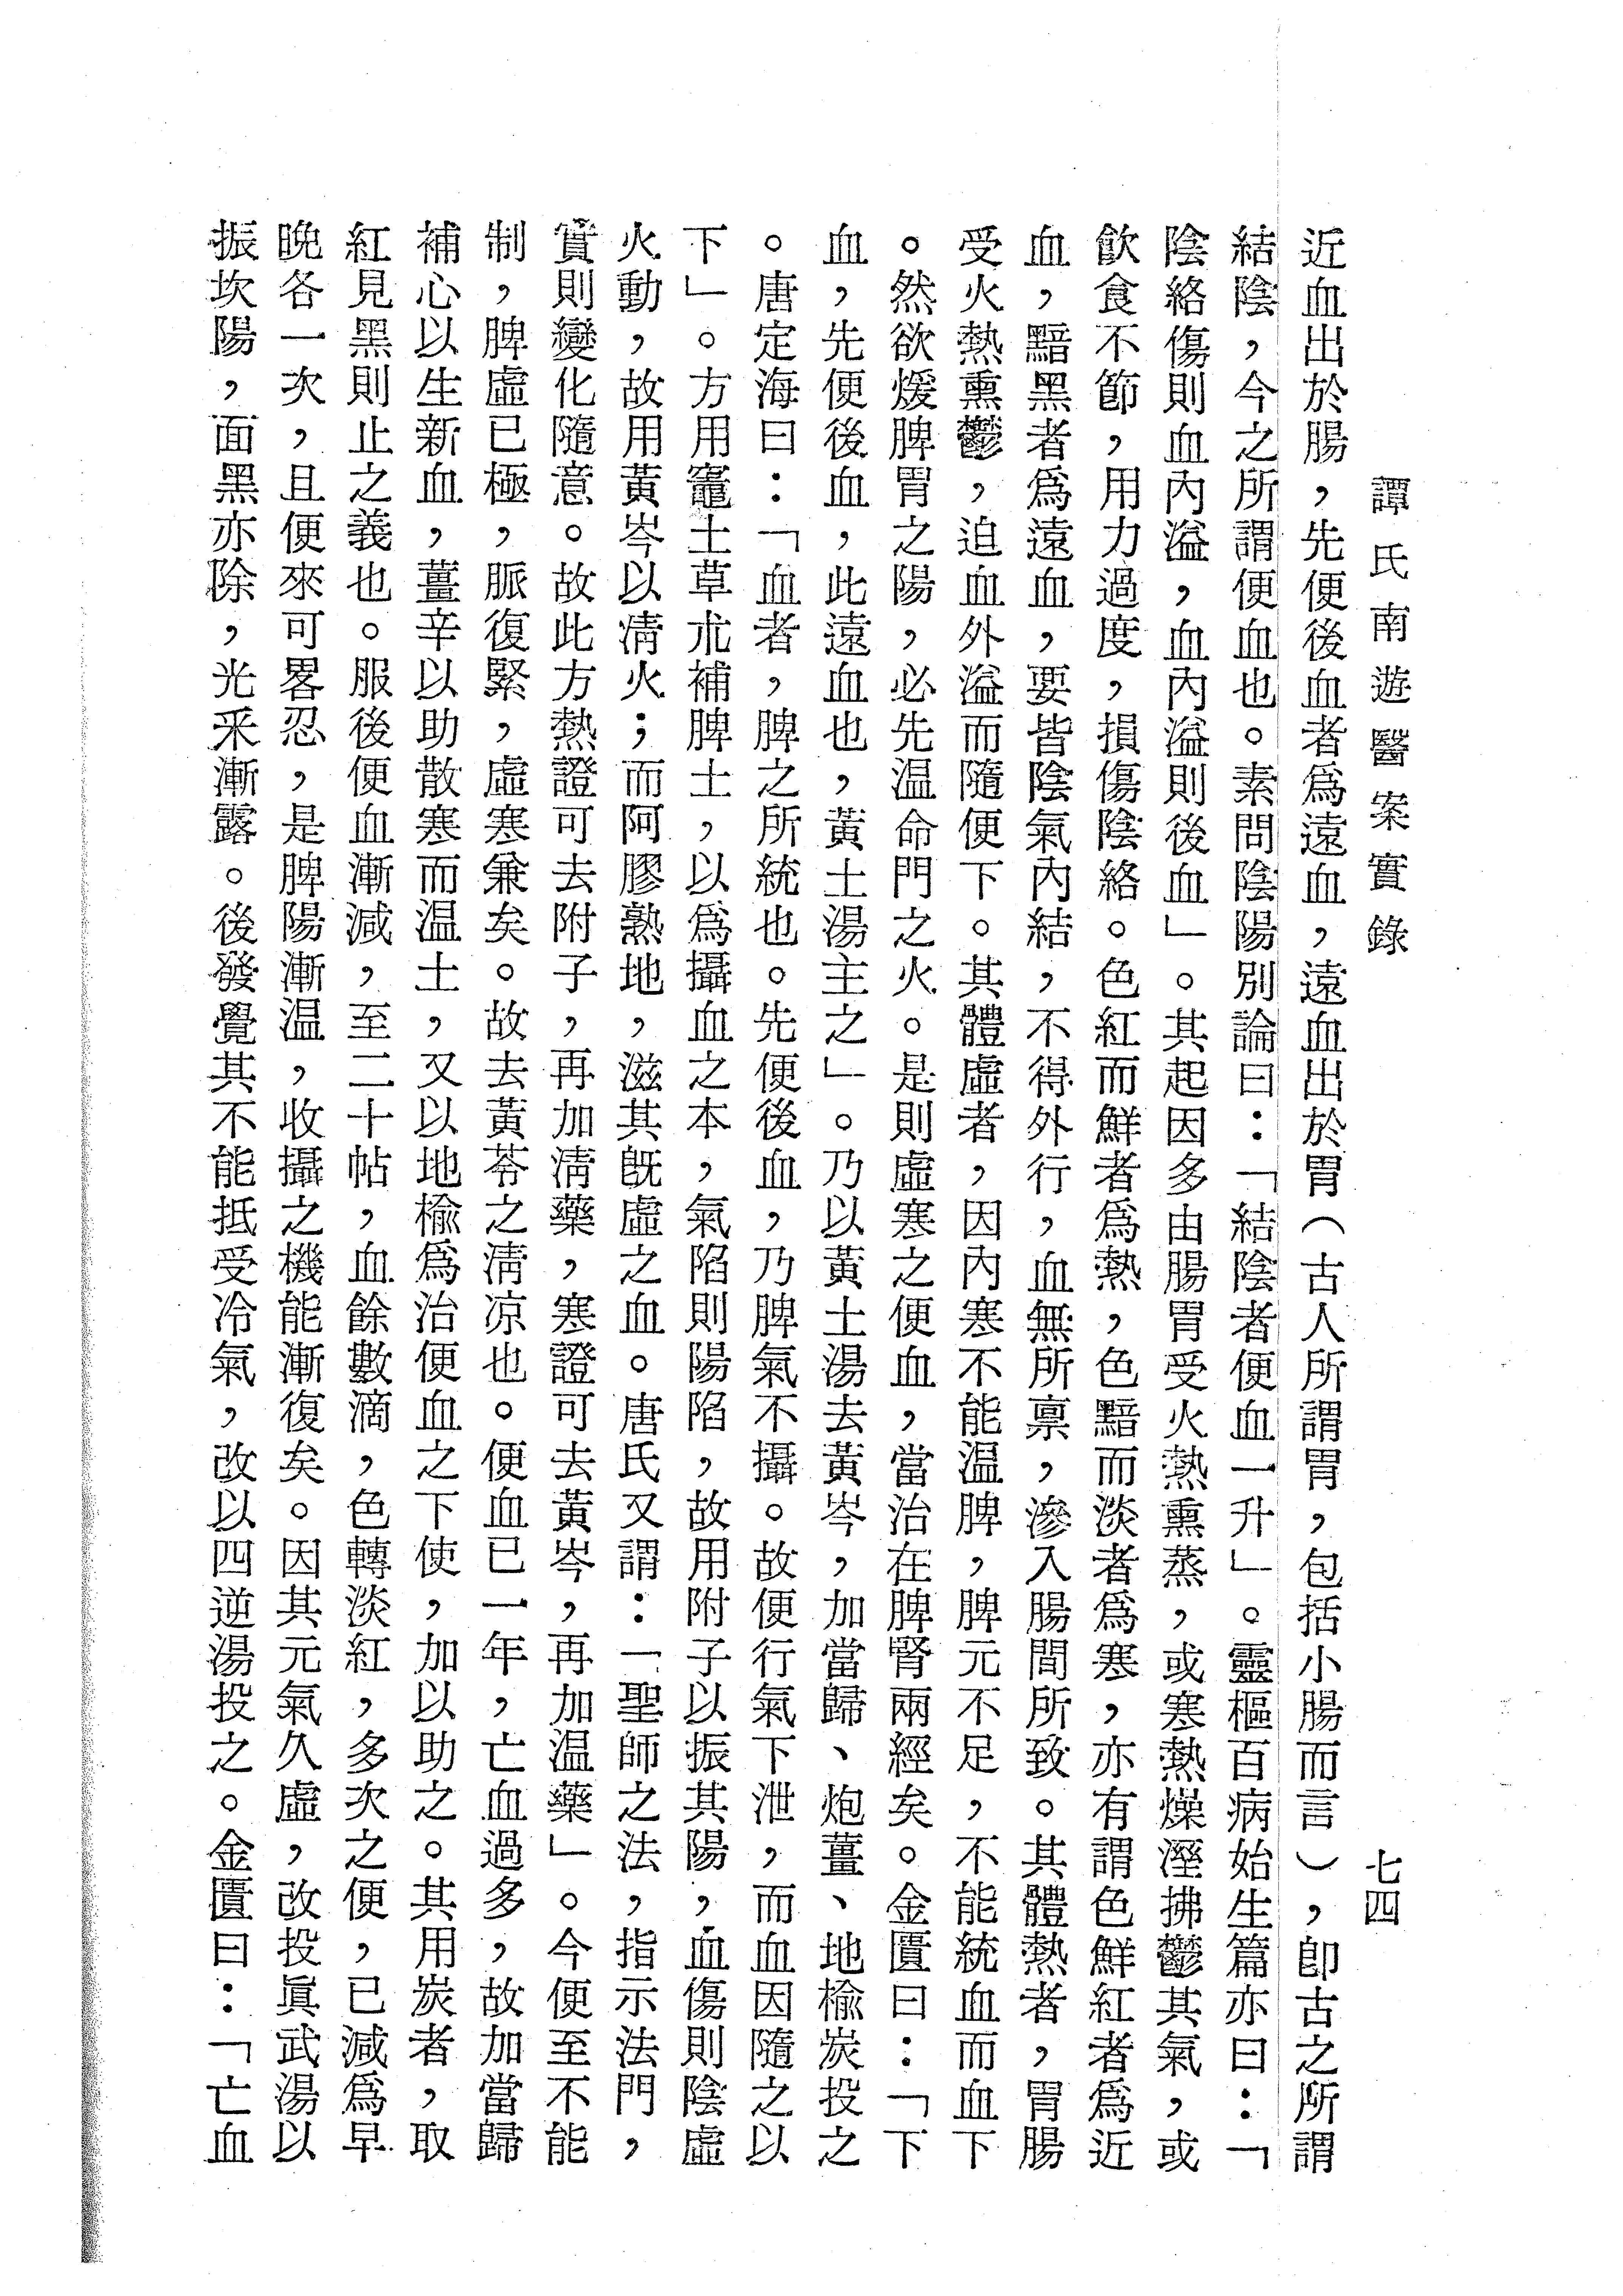 譚氏南遊醫案實錄
七四
近血出於腸，先便後血者爲遠血，遠血出於胃（古人所謂胃，包括小腸而言），卽古之所謂
結陰，今之所謂便血也。素問陰陽別論曰：「結陰者便血一升」。靈樞百病始生篇亦曰：「
陰絡傷則血內溢，血內溢則後血」。其起因多由腸胃受火熱熏蒸，或寒熱燥溼拂鬱其氣，或
飲食不節，用力過度，損傷陰絡。色紅而鮮者爲熱，色黯而淡者爲寒，亦有謂色鮮紅者爲近
血，黯黑者爲遠血，要皆陰氣內結，不得外行，血無所禀，滲入腸間所致。其體熱者，胃腸
受火熱熏鬱，迫血外溢而隨便下。其體虛者，因內寒不能温脾，脾元不足，不能統血而血下
。然欲煖脾胃之陽，必先温命門之火。是則虛寒之便血，當治在脾腎兩經矣。金匱曰：「下
血，先便後血，此遠血也，黃土湯主之」。乃以黃土湯去黃岑，加當歸、炮薑、地楡炭投之
。唐定海曰：「血者，脾之所統也。先便後血，乃脾氣不攝。故便行氣下泄，而血因隨之以
下」。方用竈土草朮補脾土，以爲攝血之本，氣陷則陽陷，故用附子以振其陽，血傷則陰虛
火動，故用黃岑以淸火；而阿膠熟地，滋其旣虛之血。唐氏又謂：「聖師之法，指示法門，
實則變化隨意。故此方熱證可去附子，再加淸藥，寒證可去黃岑，再加温藥」。今便至不能
制，脾虛已極，脈復緊，虛寒兼矣。故去黃芩之淸凉也。便血已一年，亡血過多，故加當歸
補心以生新血，薑辛以助散寒而温土，又以地楡爲治便血之下使，加以助之。其用炭者，取
紅見黑則止之義也。服後便血漸減，至二十帖，血餘數滴，色轉淡紅，多次之便，已減爲早
晚各一次，且便來可畧忍，是脾陽漸温，收攝之機能漸復矣。因其元氣久虛，改投眞武湯以
振坎陽，面黑亦除，光釆漸露。後發覺其不能抵受冷氣，改以四逆湯投之。金匱曰：「亡血